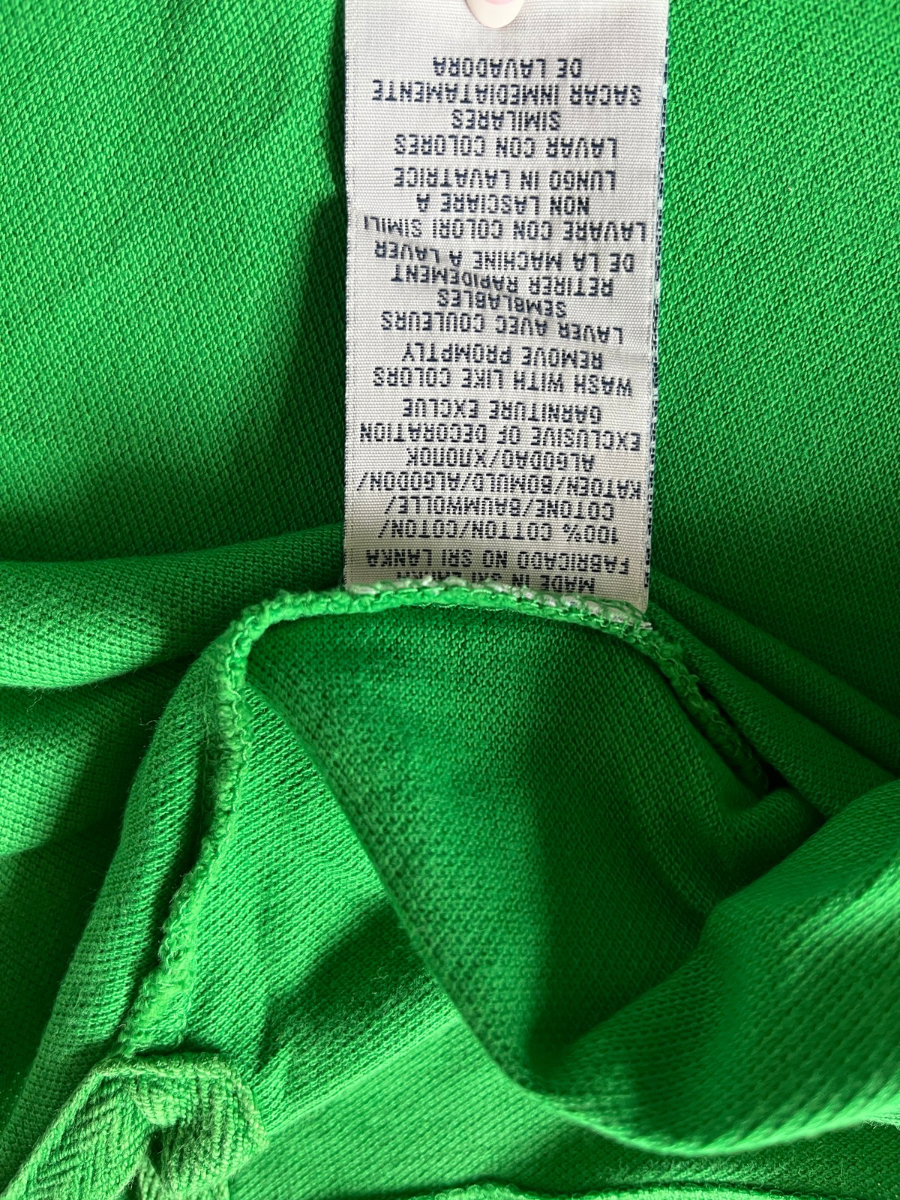 MADE IN SRI LANKA
FABRICADO NO SRI LANKA
100% COTTON/COTON/
COTONE/BAUMWOLLE/
KATOEN/BOMULD/ALGODON/
ALGODAO/ХЛОПОК
EXCLUSIVE OF DECORATION
GARNITURE EXCLUE
WASH WITH LIKE COLORS
REMOVE PROMPTLY
LAVER AVEC COULEURS
SEMBLABLES
RETIRER RAPIDEMENT
DE LA MACHINE A LAVER
LAVARE CON COLORI SIMILI
NON LASCIARE A
LUNGO IN LAVATRICE
LAVAR CON COLORES
SIMILARES
SACAR INMEDIATAMENTE
DE LAVADORA